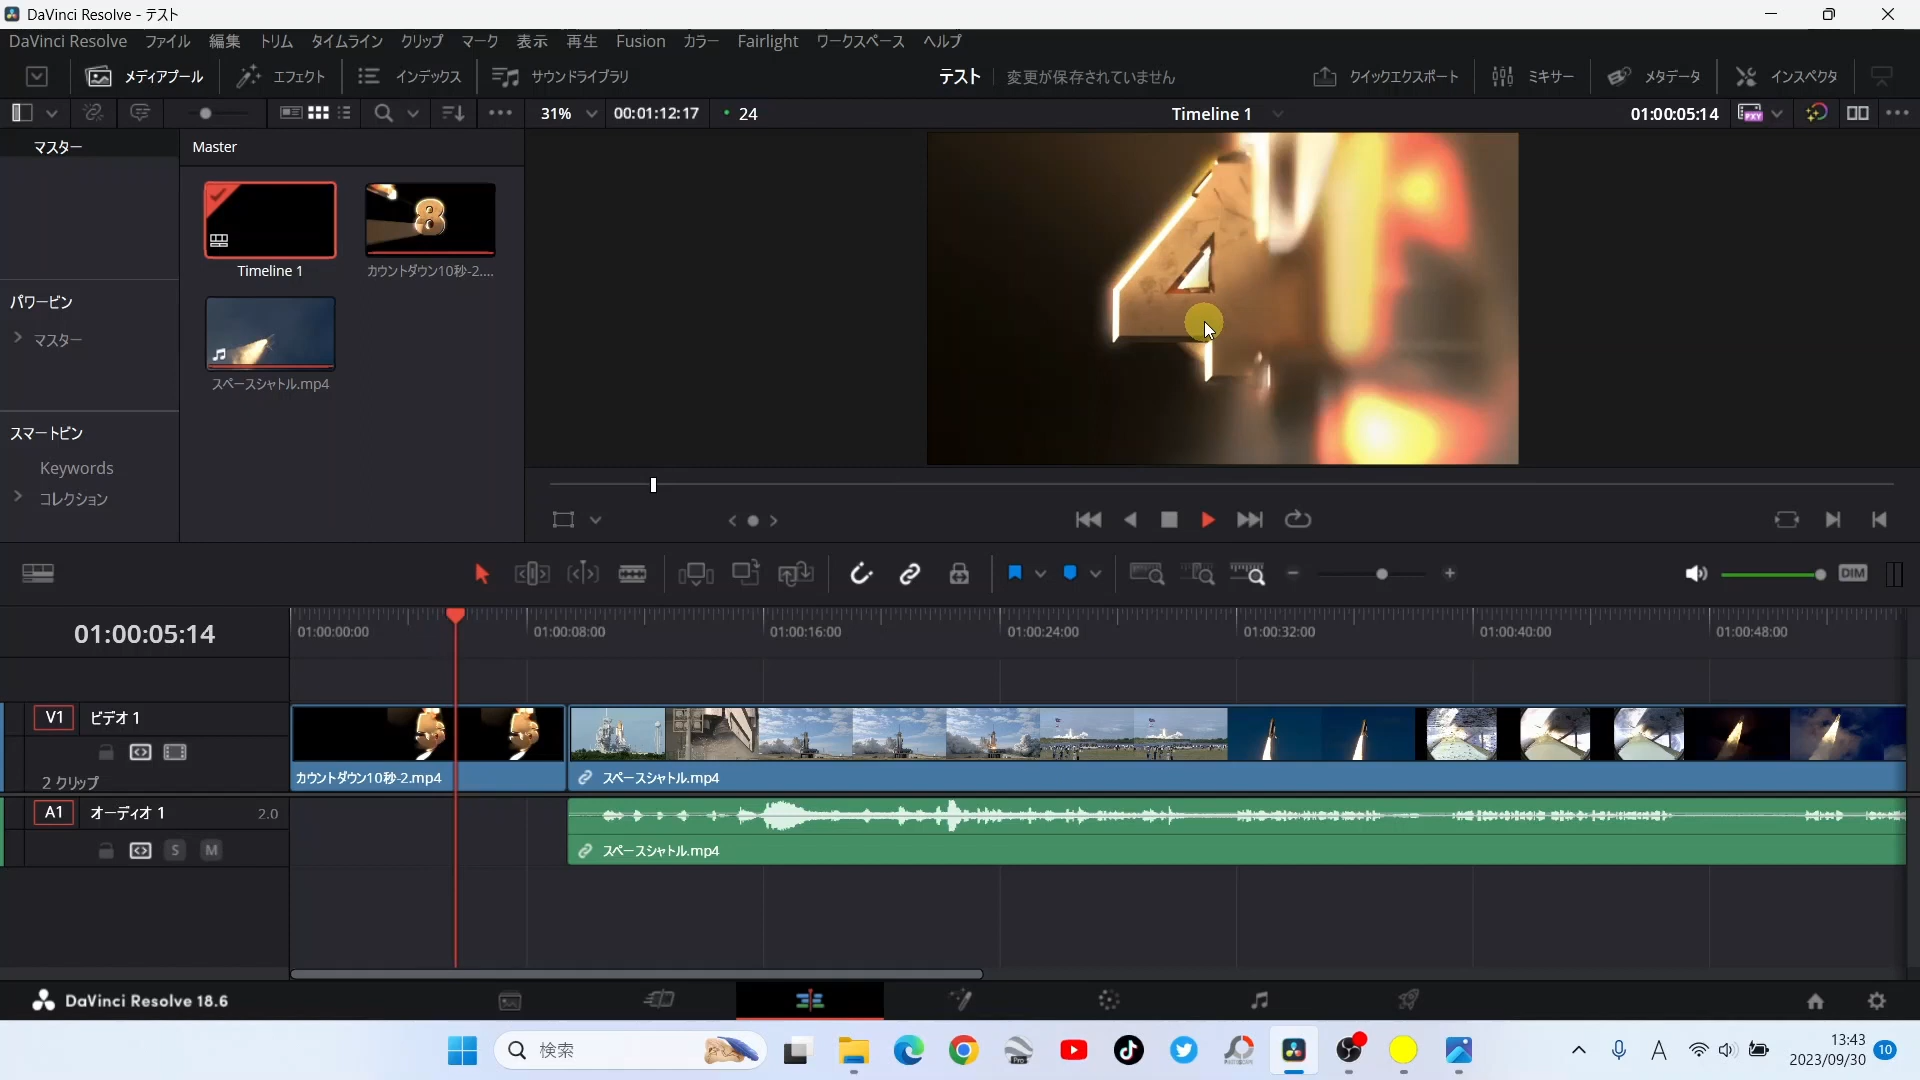 DaVinci Resolve - テスト
DaVinci Resolve ファイル 編集 トリム タイムライン クリップ マーク 表示 再生 Fusion カラー Fairlight ワークスペース ヘルプ
メディアプール エフェクト インデックス サウンドライブラリ テスト 変更が保存されていません クイックエクスポート ミキサー メタデータ インスペクタ
31% 00:01:12:17 24 Timeline 1 01:00:05:14
マスター
Master
8
4
Timeline 1
カウントダウン10秒-2....
パワービン
マスター
スペースシャトル.mp4
スマートビン
Keywords
コレクション
DIM
01:00:05:14
01:00:00:00 01:00:08:00 01:00:16:00 01:00:24:00 01:00:32:00 01:00:40:00 01:00:48:00
V1 ビデオ 1
2 クリップ
カウントダウン10秒-2.mp4 スペースシャトル.mp4
A1 オーディオ 1 2.0
S M
スペースシャトル.mp4
DaVinci Resolve 18.6
検索
A
13:43
2023/09/30
10